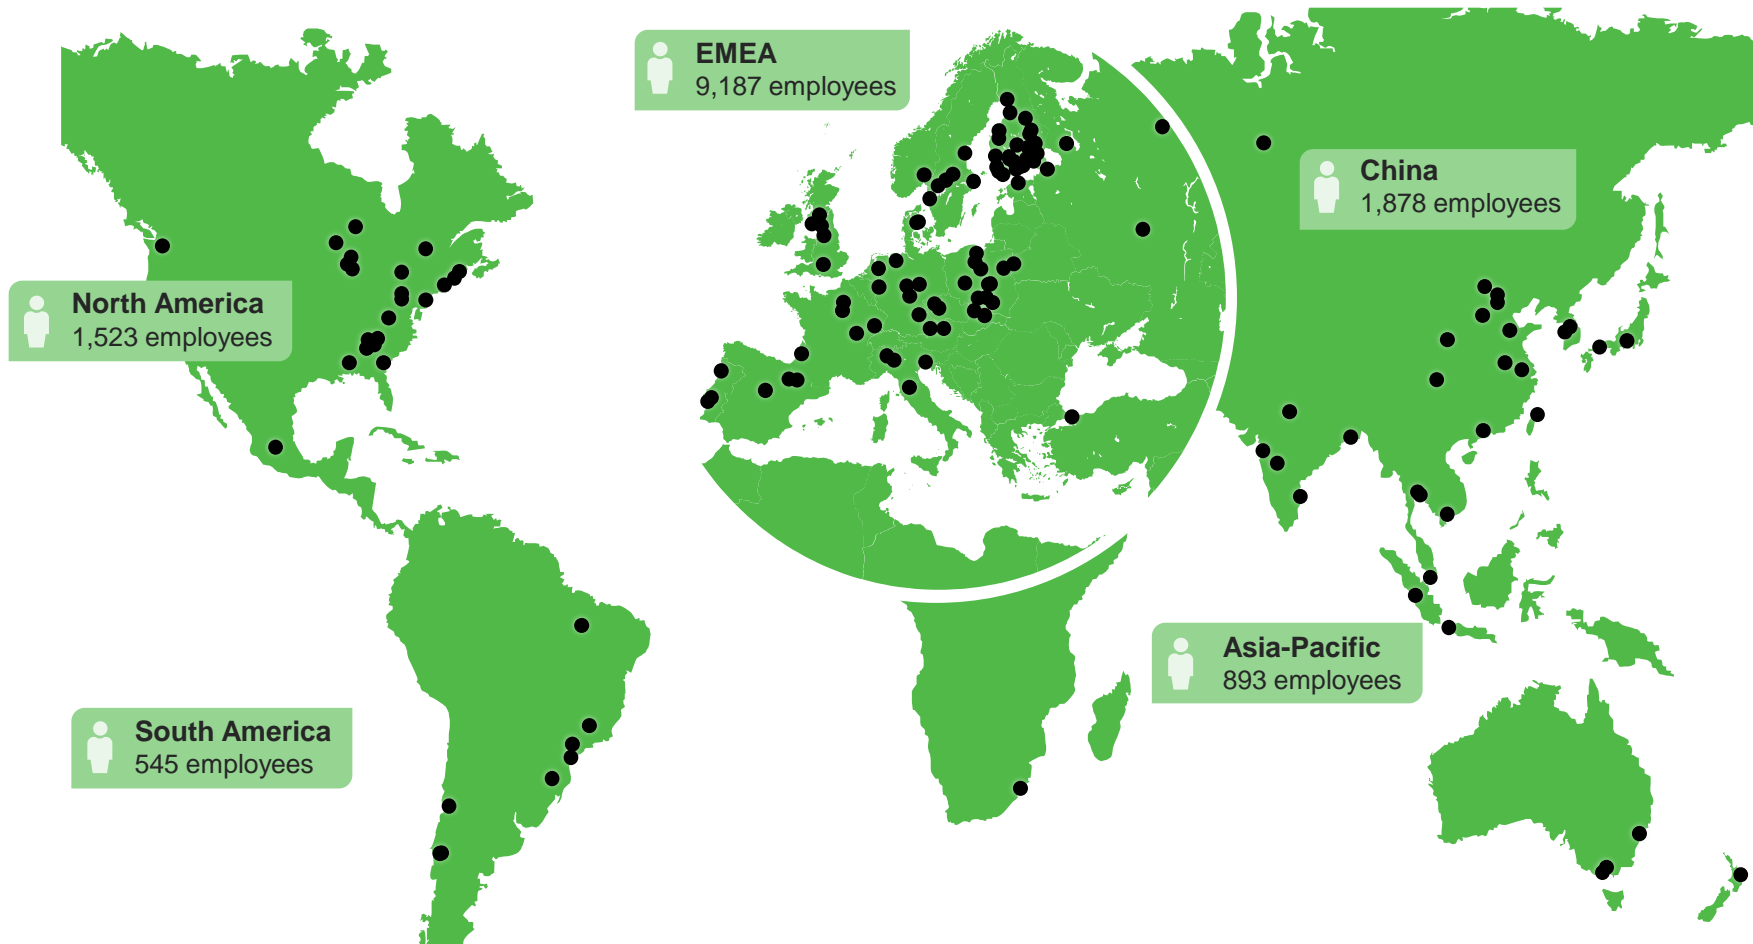 EMEA
9,187 employees
China
1,878 employees
North America
1,523 employees
Asia-Pacific
893 employees
South America
545 employees